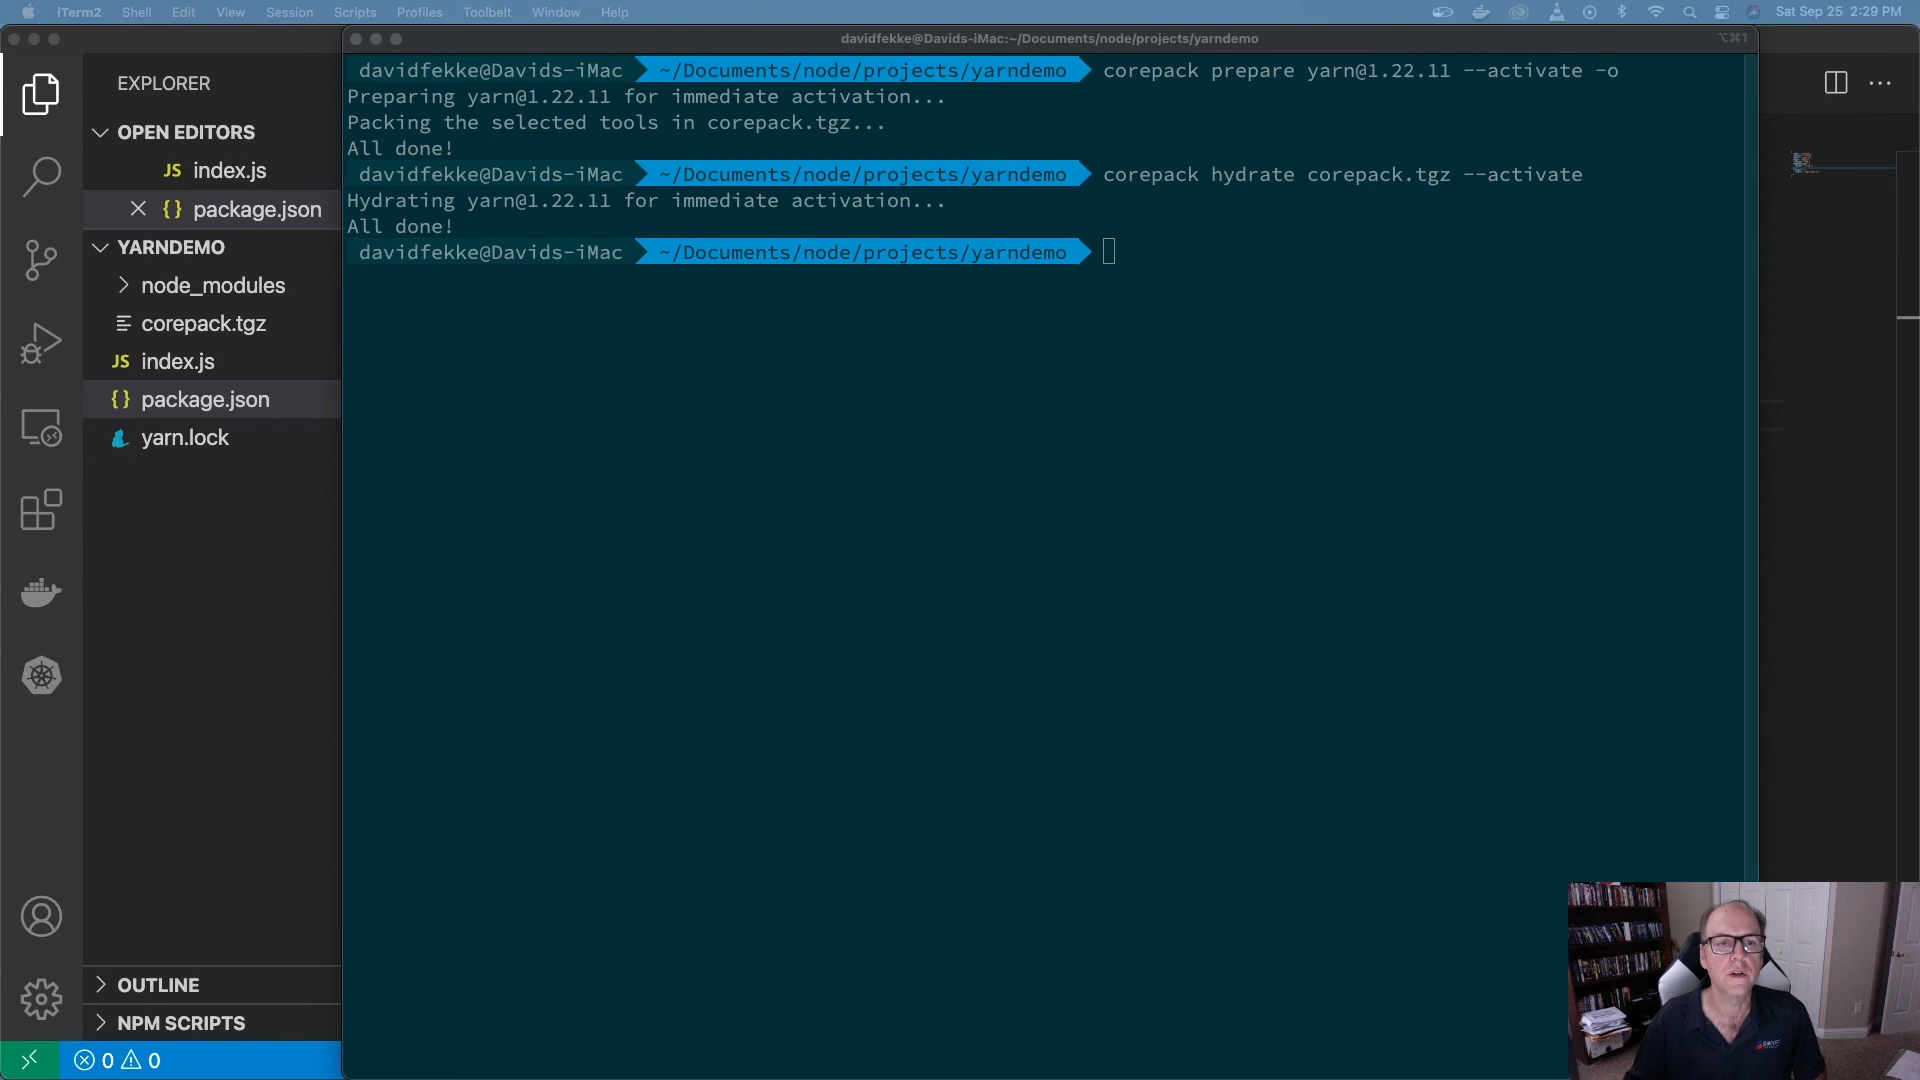 iTerm2 Shell Edit View Session Scripts Profiles Toolbelt Window Help Sat Sep 25 2:29 PM
davidfekke@Davids-iMac:~/Documents/node/projects/yarndemo ⌥⌘1
EXPLORER
OPEN EDITORS
JS index.js
{} package.json
YARNDEMO
node_modules
corepack.tgz
JS index.js
{} package.json
yarn.lock
OUTLINE
NPM SCRIPTS
0 0
davidfekke@Davids-iMac ~/Documents/node/projects/yarndemo corepack prepare yarn@1.22.11 --activate -o
Preparing yarn@1.22.11 for immediate activation...
Packing the selected tools in corepack.tgz...
All done!
davidfekke@Davids-iMac ~/Documents/node/projects/yarndemo corepack hydrate corepack.tgz --activate
Hydrating yarn@1.22.11 for immediate activation...
All done!
davidfekke@Davids-iMac ~/Documents/node/projects/yarndemo